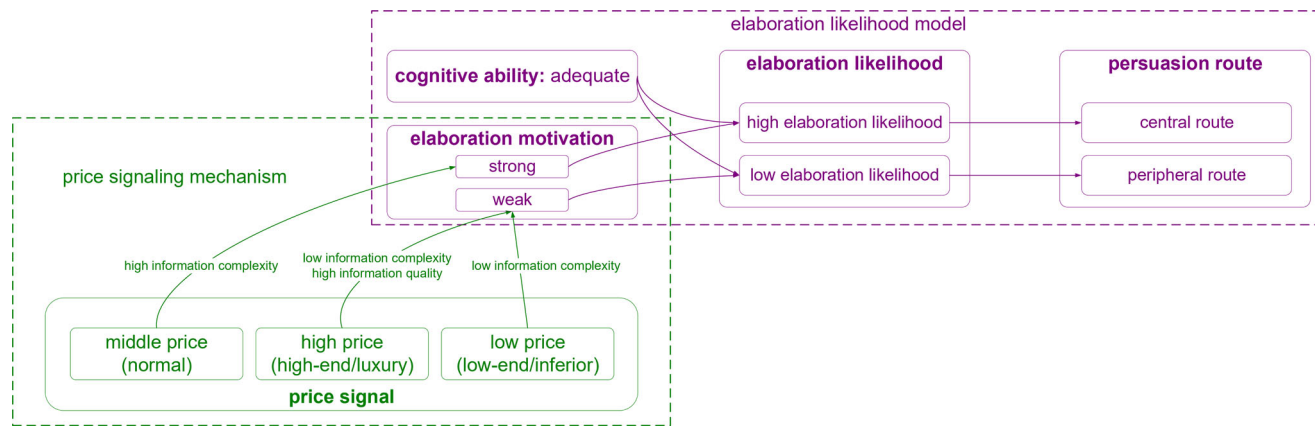 elaboration likelihood model
cognitive ability: adequate
elaboration likelihood
persuasion route
high elaboration likelihood
central route
elaboration motivation
strong
low elaboration likelihood
peripheral route
price signaling mechanism
weak
high information complexity
low information complexity
high information quality
low information complexity
middle price
(normal)
high price
(high-end/luxury)
low price
(low-end/inferior)
price signal